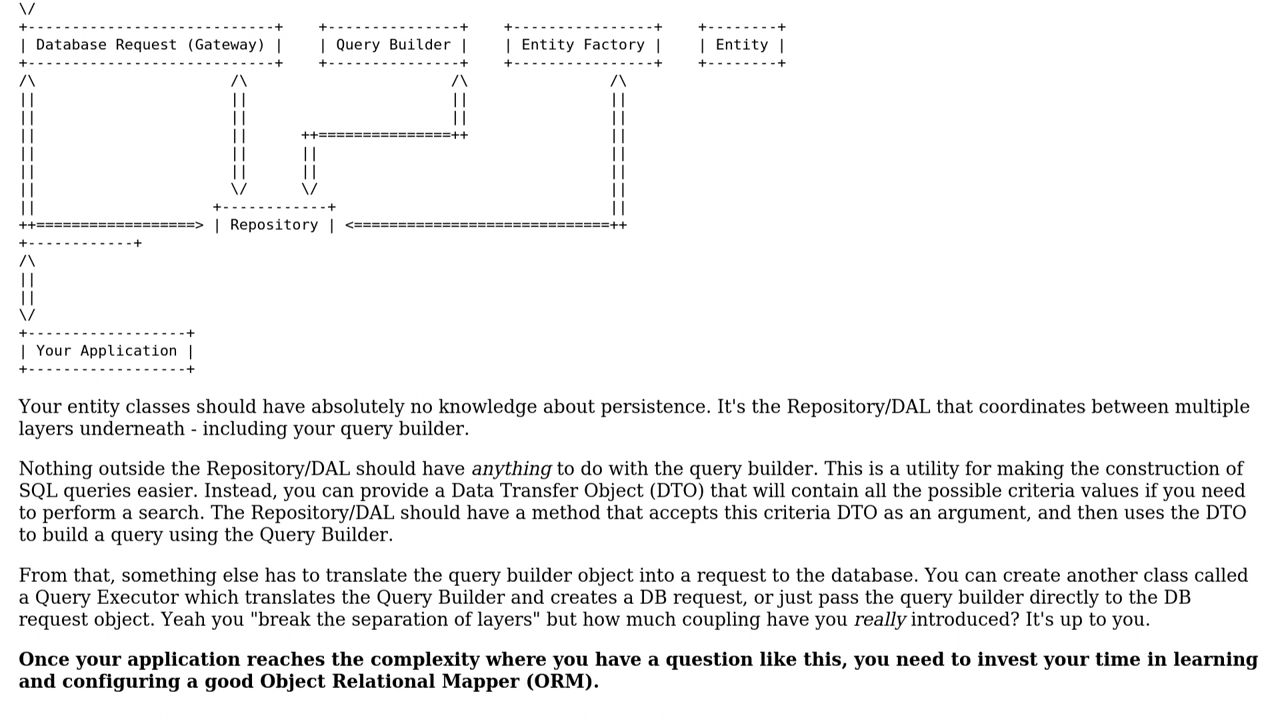 \/
+----------------------------+    +---------------+    +----------------+    +--------+
| Database Request (Gateway) |    | Query Builder |    | Entity Factory |    | Entity |
+----------------------------+    +---------------+    +----------------+    +--------+
/\                      /\                       /\                /\
||                      ||                       ||                ||
||                      ||                       ||                ||
||                      ||      ++===============++                ||
||                      ||      ||                                 ||
||                      ||      ||                                 ||
||                      \/      \/                                 ||
||                    +------------+                               ||
++==================> | Repository | <=============================++
+------------+
/\
||
||
\/
+------------------+
| Your Application |
+------------------+
Your entity classes should have absolutely no knowledge about persistence. It's the Repository/DAL that coordinates between multiple
layers underneath - including your query builder.
Nothing outside the Repository/DAL should have anything to do with the query builder. This is a utility for making the construction of
SQL queries easier. Instead, you can provide a Data Transfer Object (DTO) that will contain all the possible criteria values if you need
to perform a search. The Repository/DAL should have a method that accepts this criteria DTO as an argument, and then uses the DTO
to build a query using the Query Builder.
From that, something else has to translate the query builder object into a request to the database. You can create another class called
a Query Executor which translates the Query Builder and creates a DB request, or just pass the query builder directly to the DB
request object. Yeah you "break the separation of layers" but how much coupling have you really introduced? It's up to you.
Once your application reaches the complexity where you have a question like this, you need to invest your time in learning
and configuring a good Object Relational Mapper (ORM).